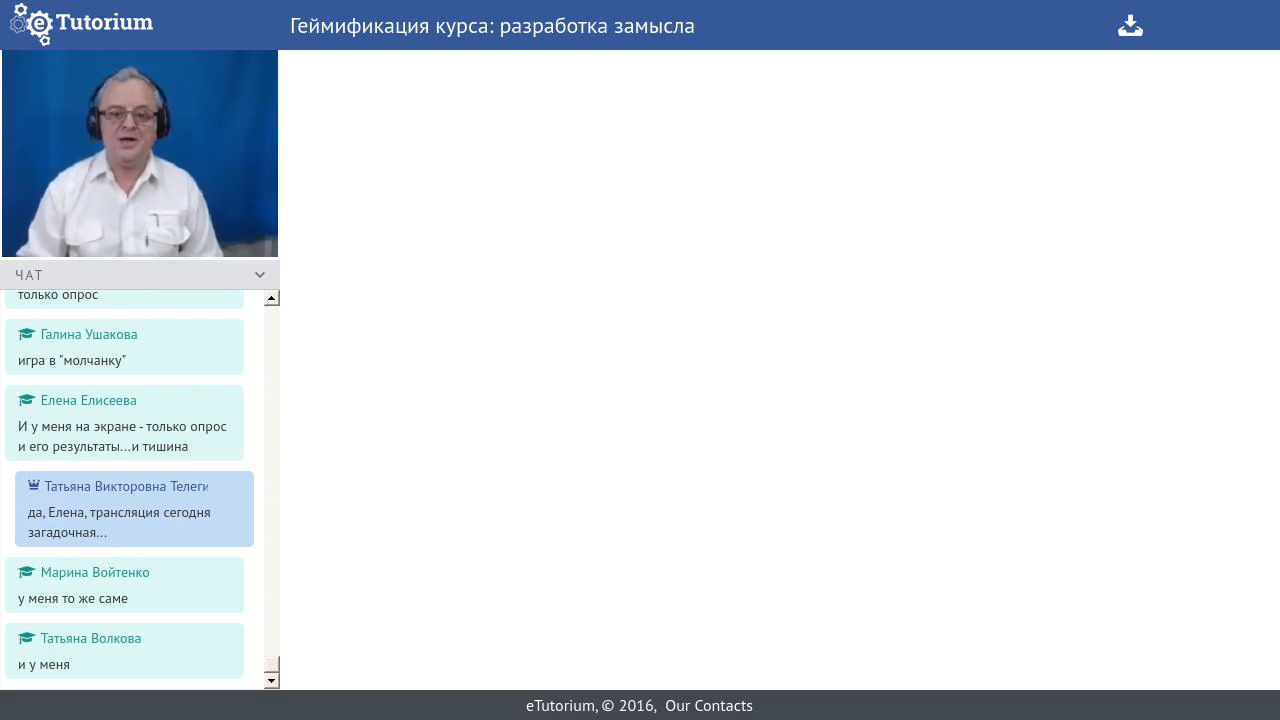 e Tutorium
Геймификация курса: разработка замысла
ЧАТ
только опрос
Галина Ушакова
игра в "молчанку"
Елена Елисеева
И у меня на экране - только опрос
и его результаты...и тишина
Татьяна Викторовна Телеги
да, Елена, трансляция сегодня
загадочная...
Марина Войтенко
у меня то же саме
Татьяна Волкова
и у меня
eTutorium, © 2016, Our Contacts